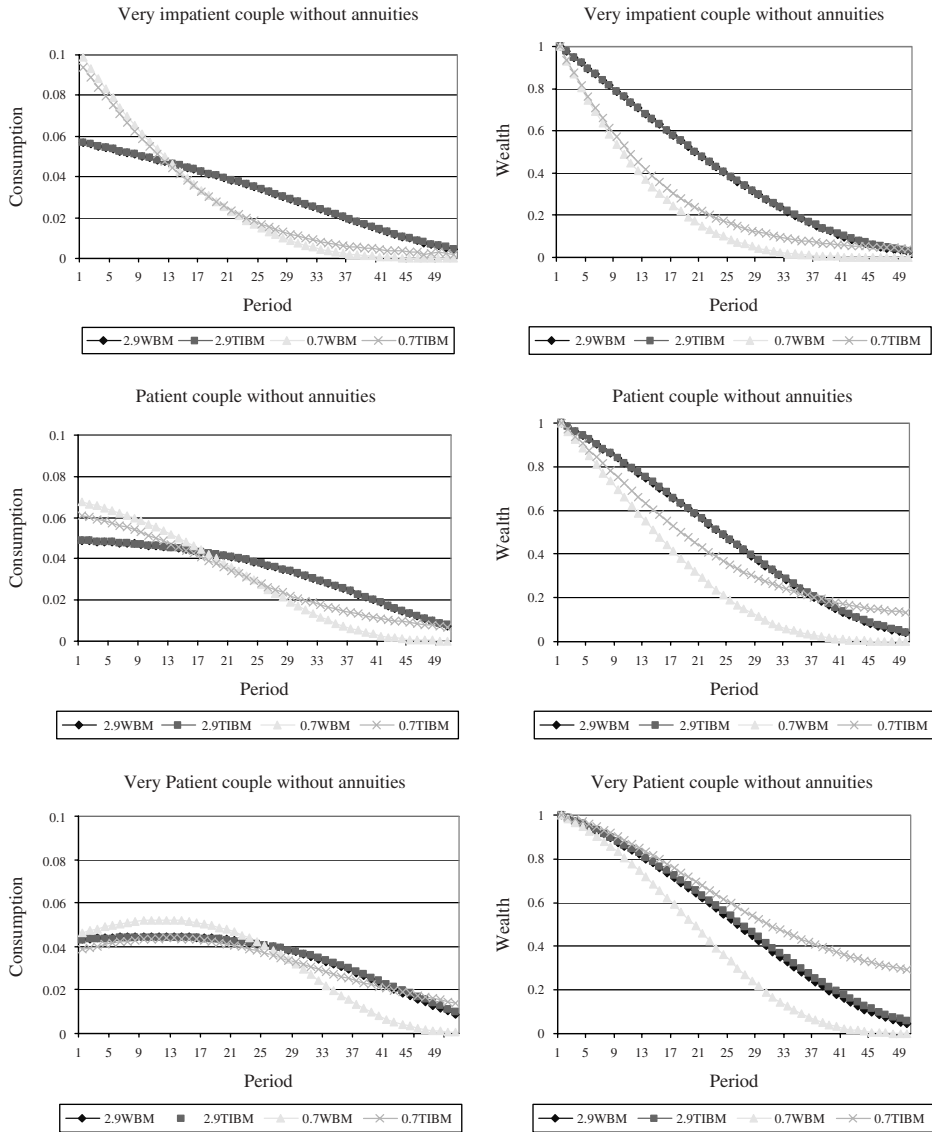 Very impatient couple without annuities
0.1
0.08
0.06
0.04
0.02
0
Consumption
1 5 9 13 17 21 25 29 33 37 41 45 49
Period
2.9WBM 2.9TIBM 0.7WBM 0.7TIBM
Very impatient couple without annuities
1
0.8
0.6
0.4
0.2
0
Wealth
1 5 9 13 17 21 25 29 33 37 41 45 49
Period
2.9WBM 2.9TIBM 0.7WBM 0.7TIBM
Patient couple without annuities
0.1
0.08
0.06
0.04
0.02
0
Consumption
1 5 9 13 17 21 25 29 33 37 41 45 49
Period
2.9WBM 2.9TIBM 0.7WBM 0.7TIBM
Patient couple without annuities
1
0.8
0.6
0.4
0.2
0
Wealth
1 5 9 13 17 21 25 29 33 37 41 45 49
Period
2.9WBM 2.9TIBM 0.7WBM 0.7TIBM
Very Patient couple without annuities
0.1
0.08
0.06
0.04
0.02
0
Consumption
1 5 9 13 17 21 25 29 33 37 41 45 49
Period
2.9WBM 2.9TIBM 0.7WBM 0.7TIBM
Very Patient couple without annuities
1
0.8
0.6
0.4
0.2
0
Wealth
1 5 9 13 17 21 25 29 33 37 41 45 49
Period
2.9WBM 2.9TIBM 0.7WBM 0.7TIBM